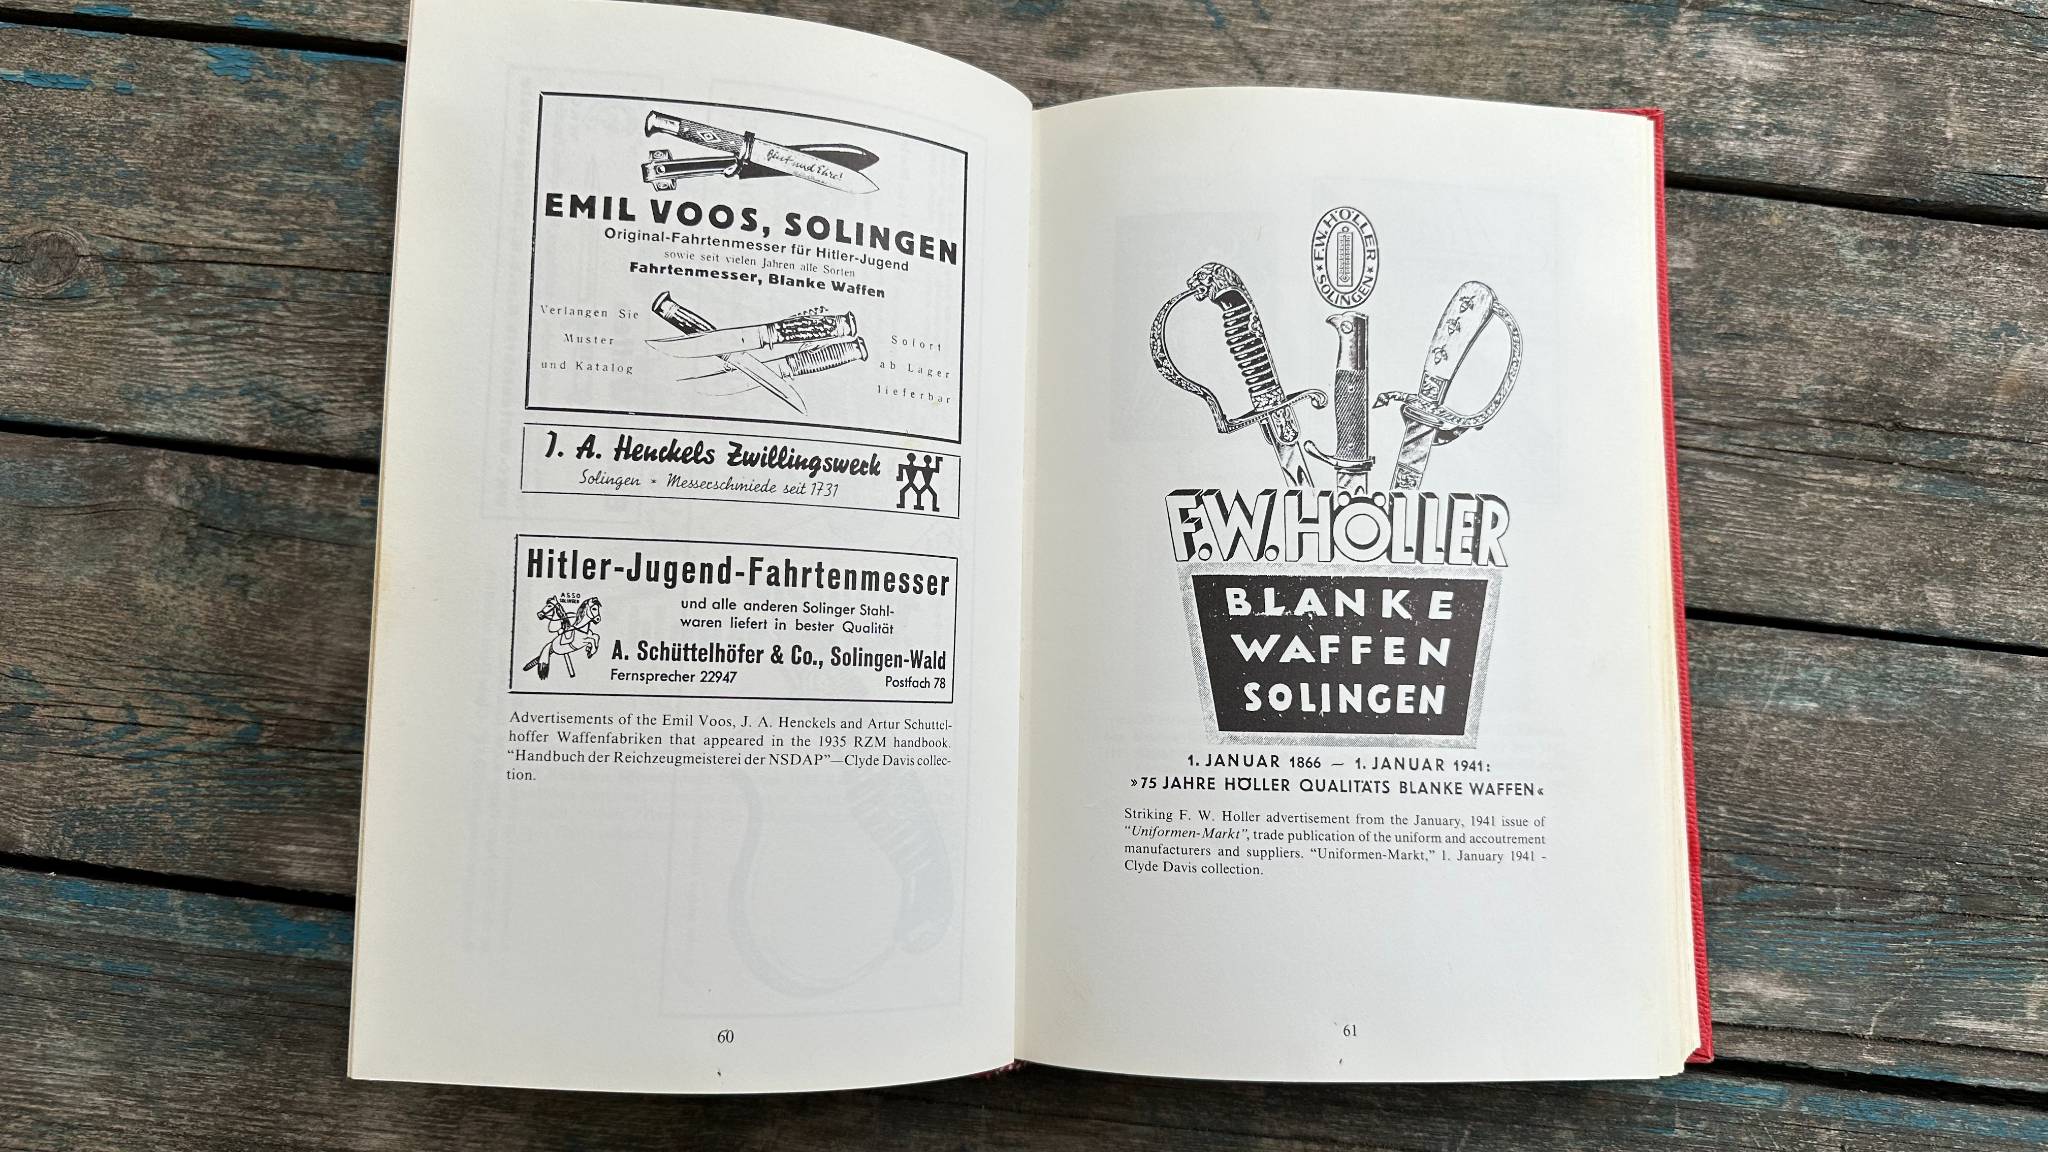 Blut und Ehre!
EMIL VOOS, SOLINGEN
Original-Fahrtenmesser für Hitler-Jugend
sowie seit vielen Jahren alle Sorten
Fahrtenmesser, Blanke Waffen
Verlangen Sie
Muster
und Katalog
Sofort
ab Lager
lieferbar
J. A. Henckels Zwillingswerk
Solingen * Messerschmiede seit 1731
Hitler-Jugend-Fahrtenmesser
ASSO
SOLINGEN
und alle anderen Solinger Stahl-
waren liefert in bester Qualität
A. Schüttelhöfer & Co., Solingen-Wald
Fernsprecher 22947 Postfach 78
Advertisements of the Emil Voos, J. A. Henckels and Artur Schuttel-
hoffer Waffenfabriken that appeared in the 1935 RZM handbook.
"Handbuch der Reichzeugmeisterei der NSDAP"—Clyde Davis collec-
tion.
60
F.W. HÖLLER
SOLINGEN
F.W. HÖLLER
BLANKE
WAFFEN
SOLINGEN
1. JANUAR 1866 — 1. JANUAR 1941:
»75 JAHRE HÖLLER QUALITÄTS BLANKE WAFFEN«
Striking F. W. Holler advertisement from the January, 1941 issue of
"Uniformen-Markt", trade publication of the uniform and accoutrement
manufacturers and suppliers. "Uniformen-Markt," 1. January 1941 -
Clyde Davis collection.
61